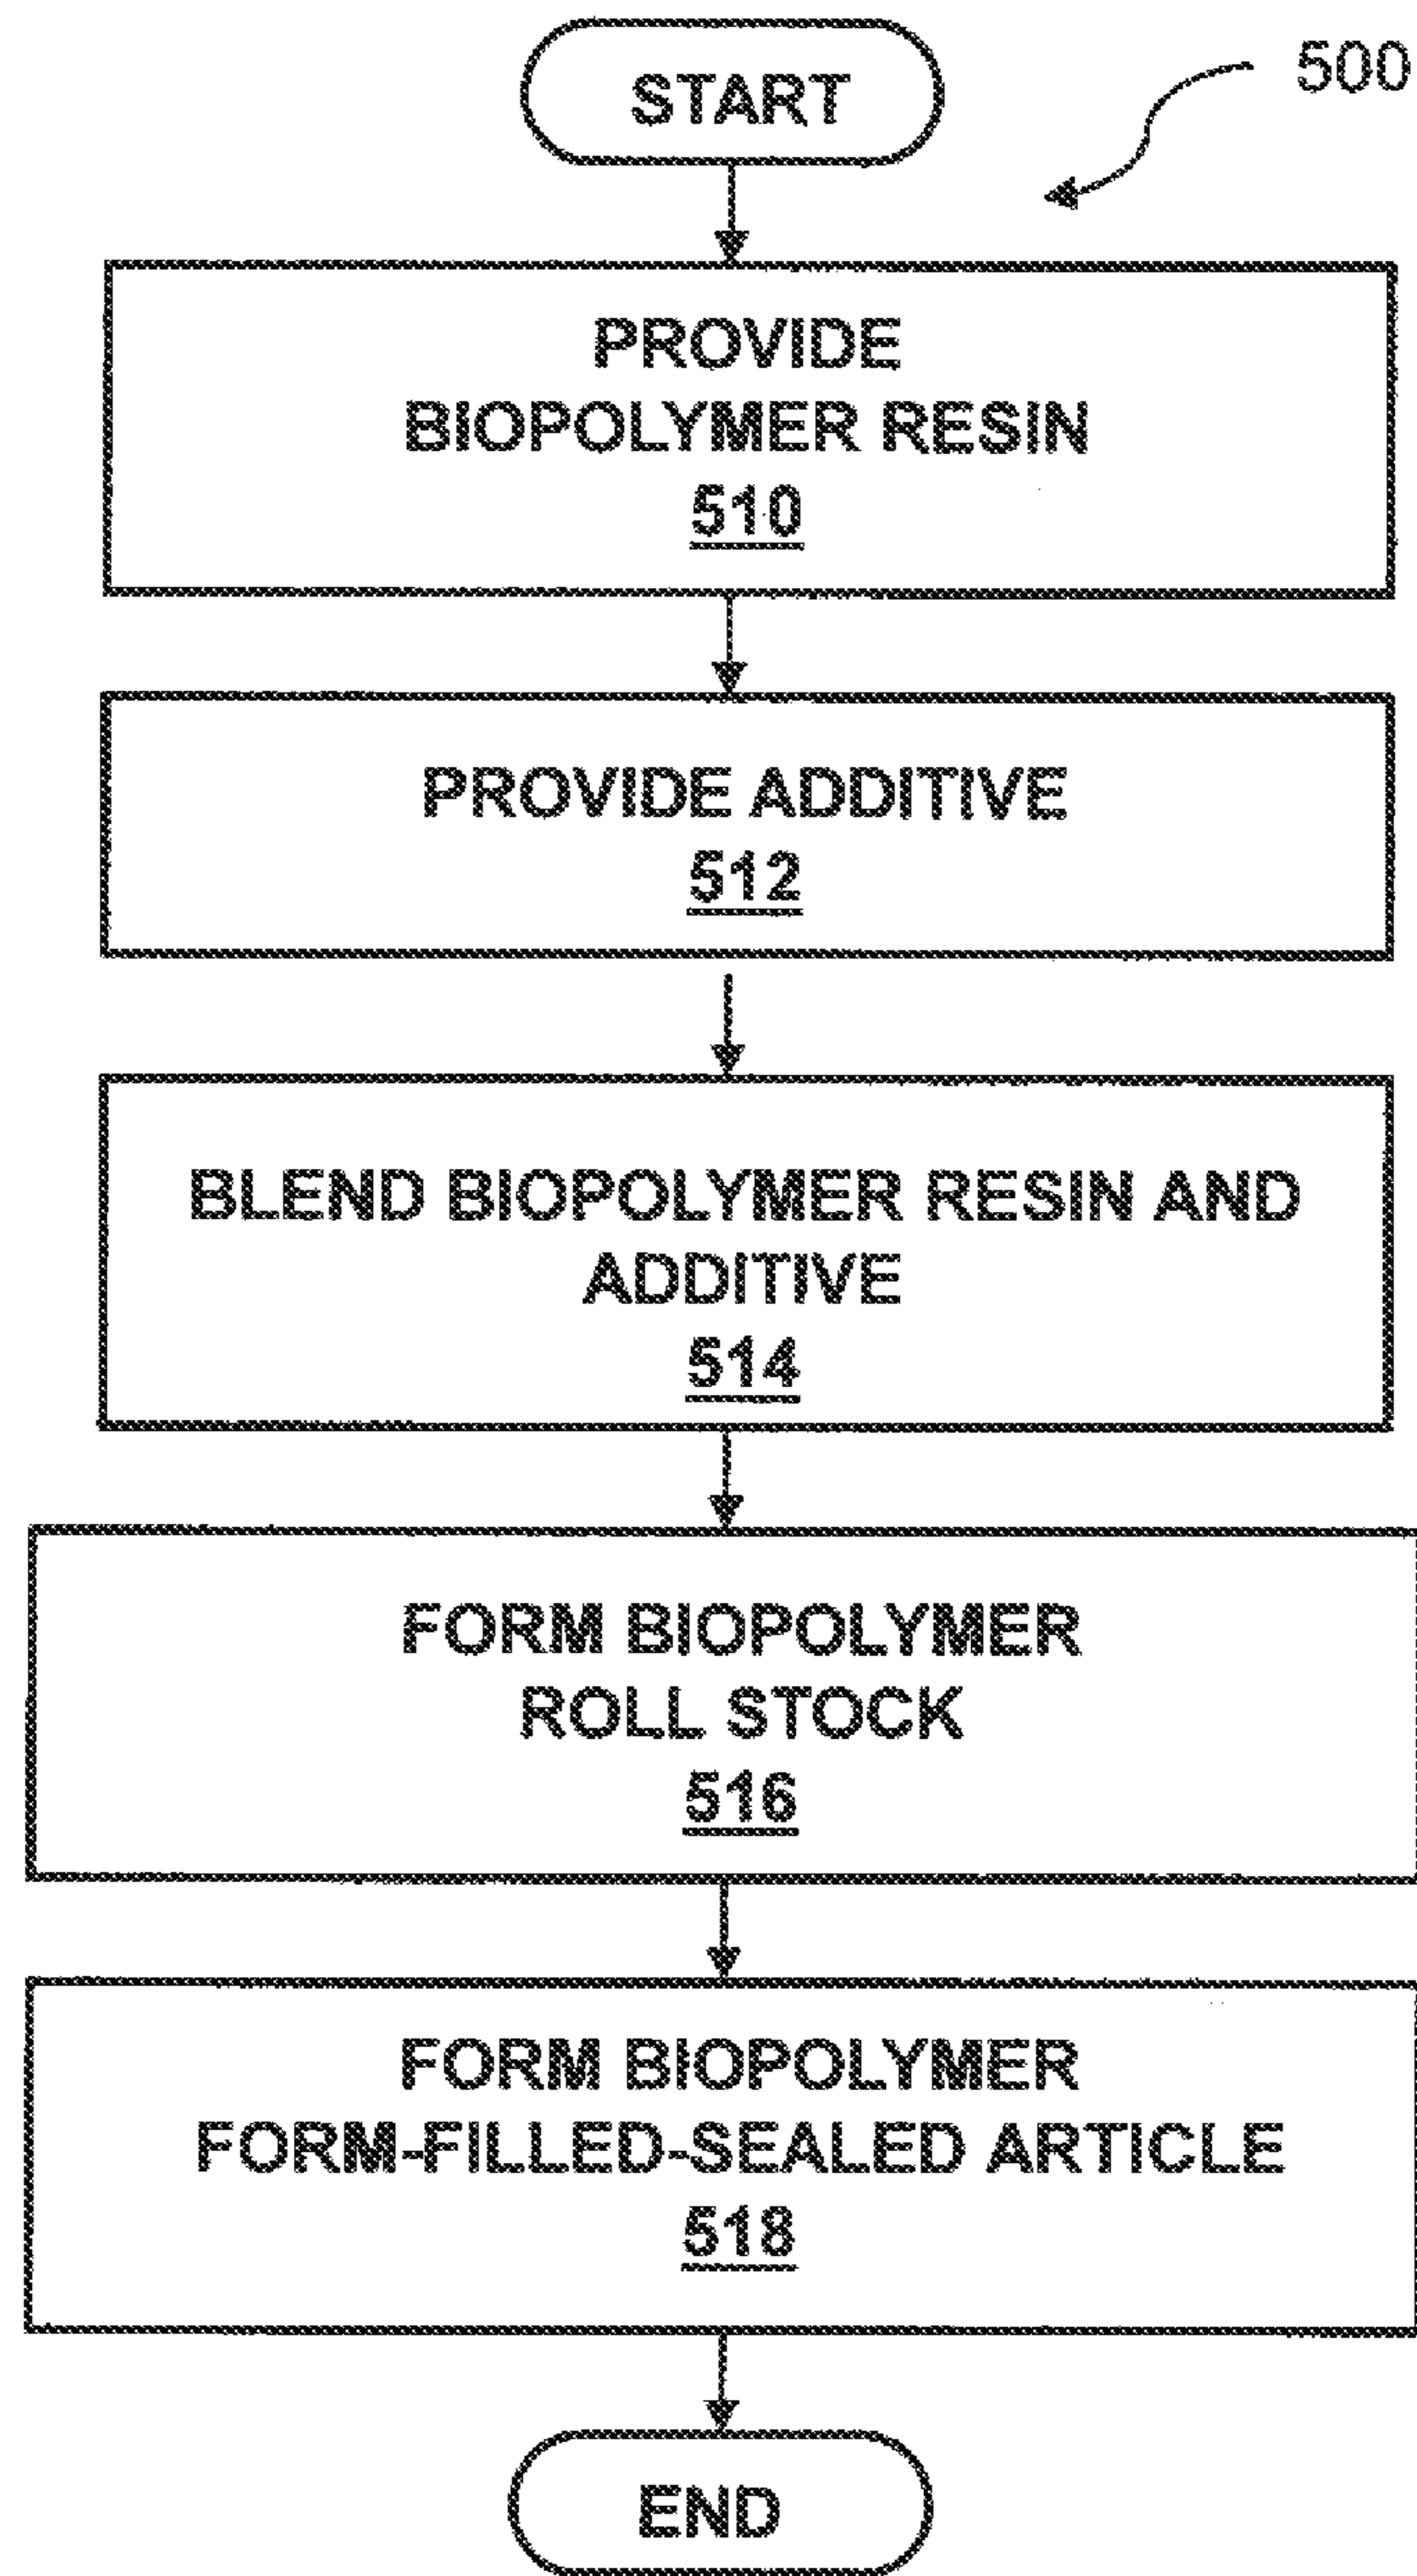 START
500
PROVIDE
BIOPOLYMER RESIN
510
PROVIDE ADDITIVE
512
BLEND BIOPOLYMER RESIN AND
ADDITIVE
514
FORM BIOPOLYMER
ROLL STOCK
516
FORM BIOPOLYMER
FORM-FILLED-SEALED ARTICLE
518
END